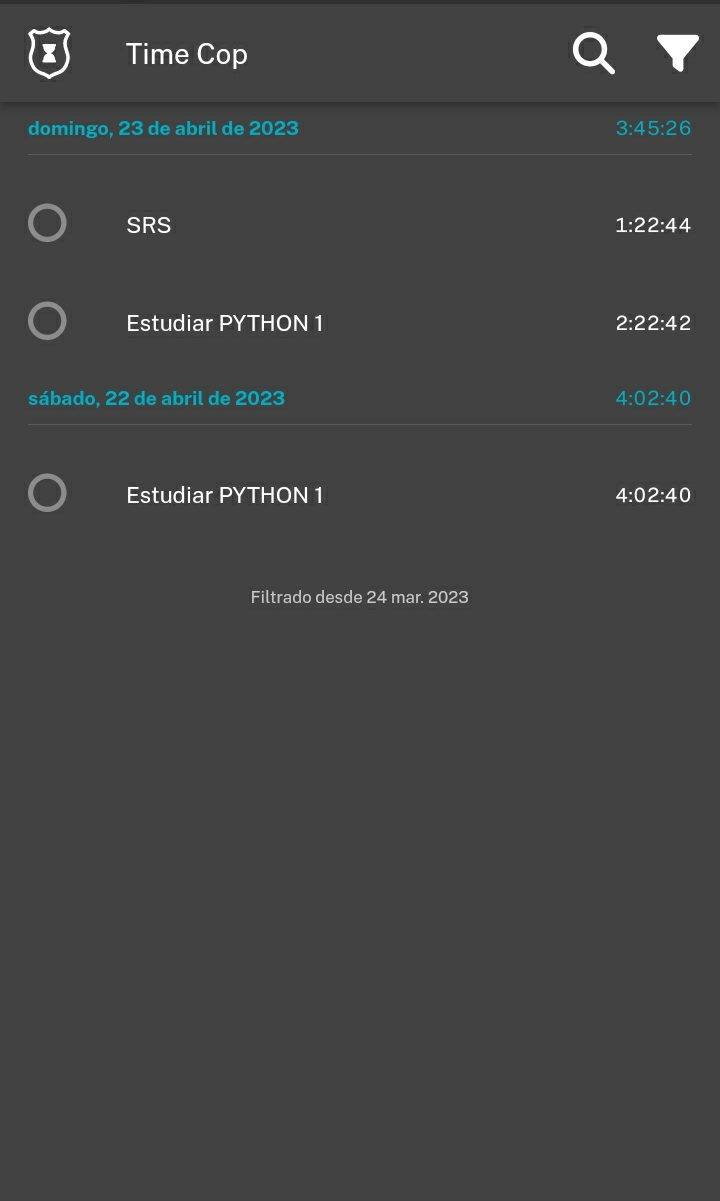 Time Cop
domingo, 23 de abril de 2023 3:45:26
SRS 1:22:44
Estudiar PYTHON 1 2:22:42
sábado, 22 de abril de 2023 4:02:40
Estudiar PYTHON 1 4:02:40
Filtrado desde 24 mar. 2023